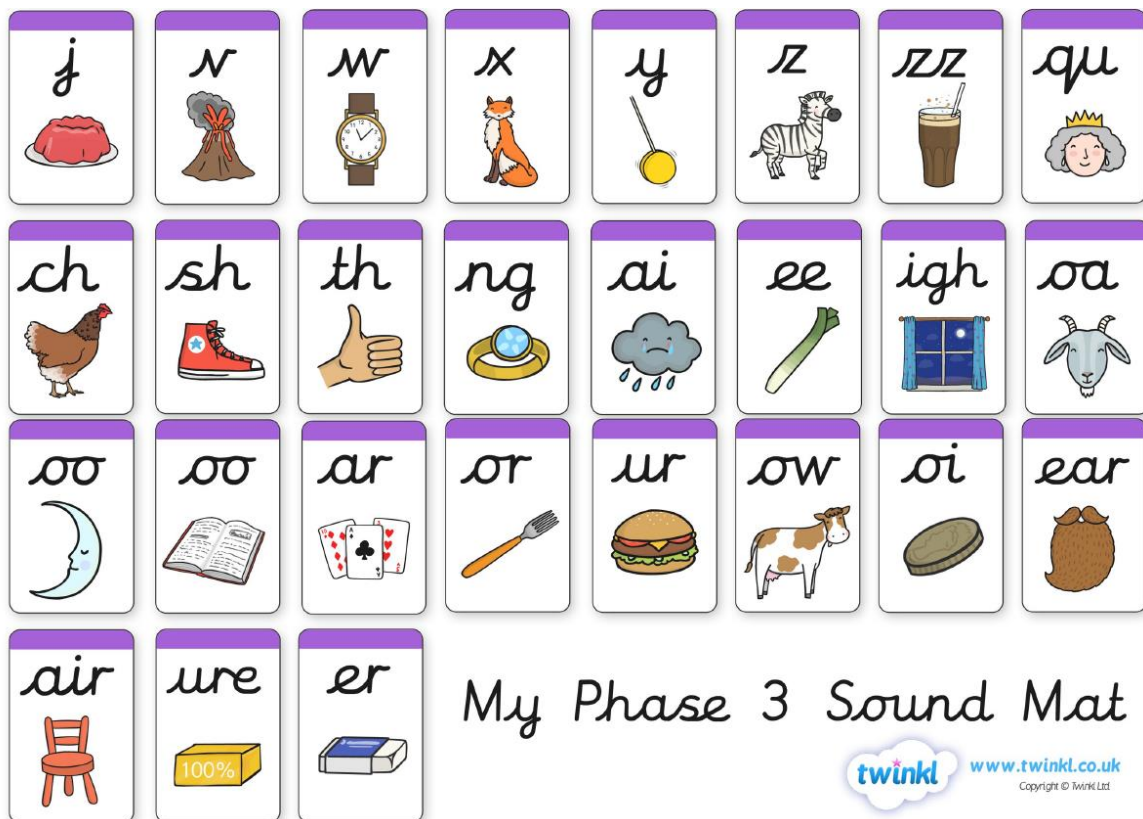 j v w x y z zz qu
ch sh th ng ai ee igh oa
oo oo ar or ur ow oi ear
air ure er
100%
My Phase 3 Sound Mat
twinkl www.twinkl.co.uk
Copyright © Twinkl Ltd.